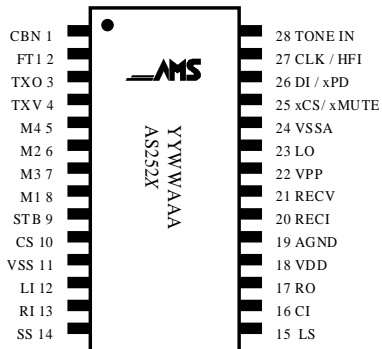 CBN 1
FT1 2
TXO 3
TXV 4
M4 5
M2 6
M3 7
M1 8
STB 9
CS 10
VSS 11
LI 12
RI 13
SS 14
AMS
YYWWAAA
AS252X
28 TONE IN
27 CLK / HFI
26 DI / xPD
25 xCS/ xMUTE
24 VSSA
23 LO
22 VPP
21 RECV
20 RECI
19 AGND
18 VDD
17 RO
16 CI
15 LS